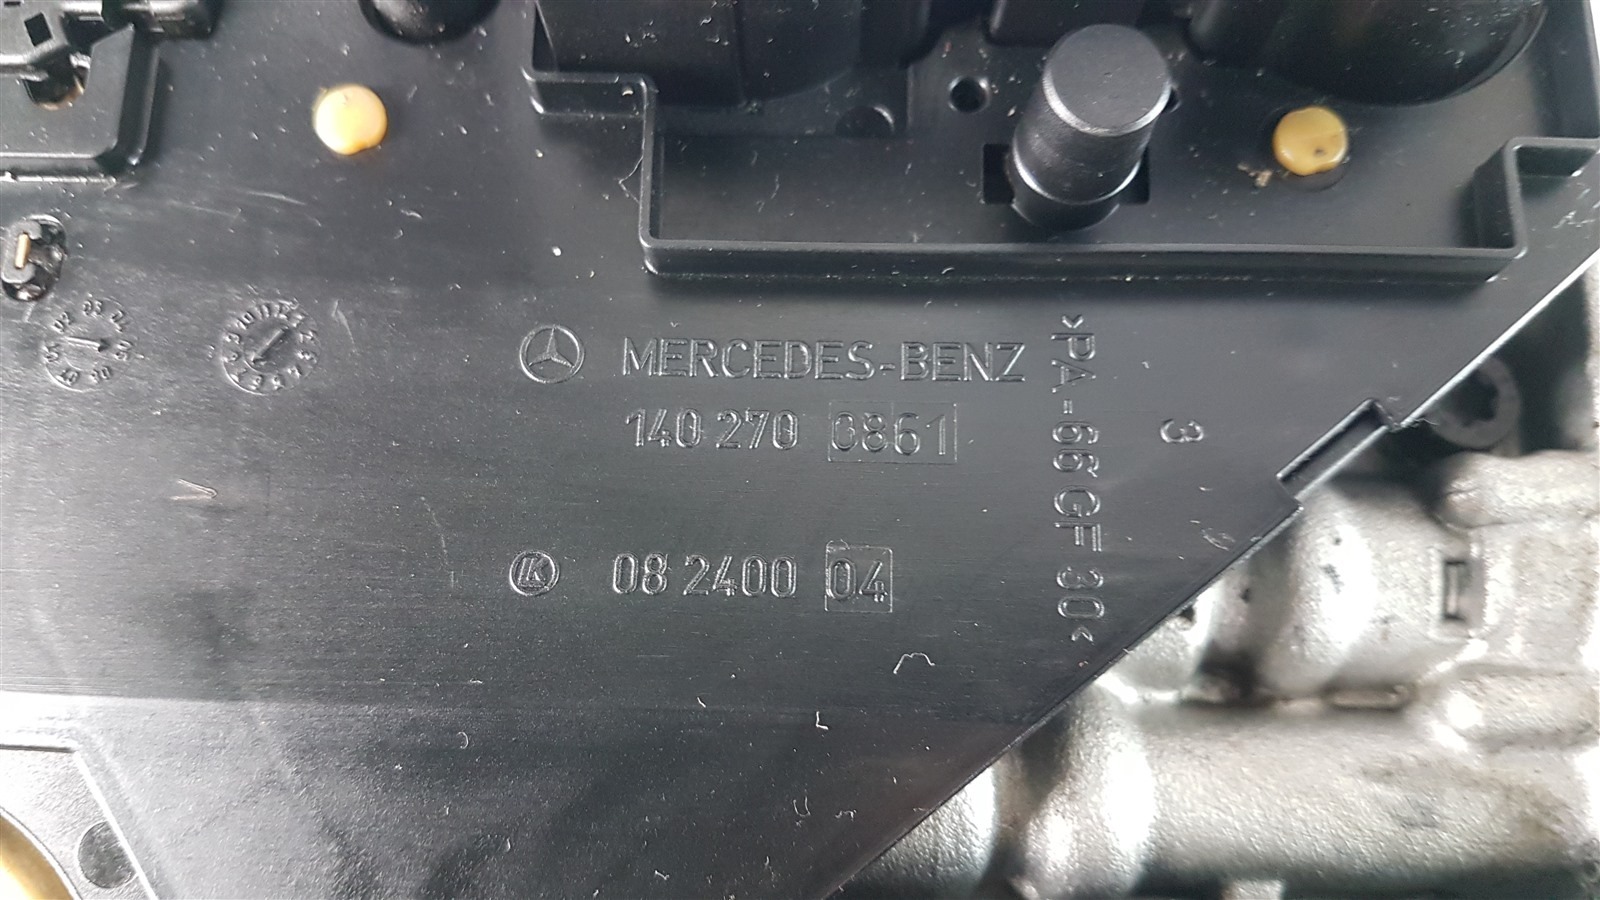 MERCEDES-BENZ
140 270 0861
08 2400 04
>PA-66 GF 30<
3